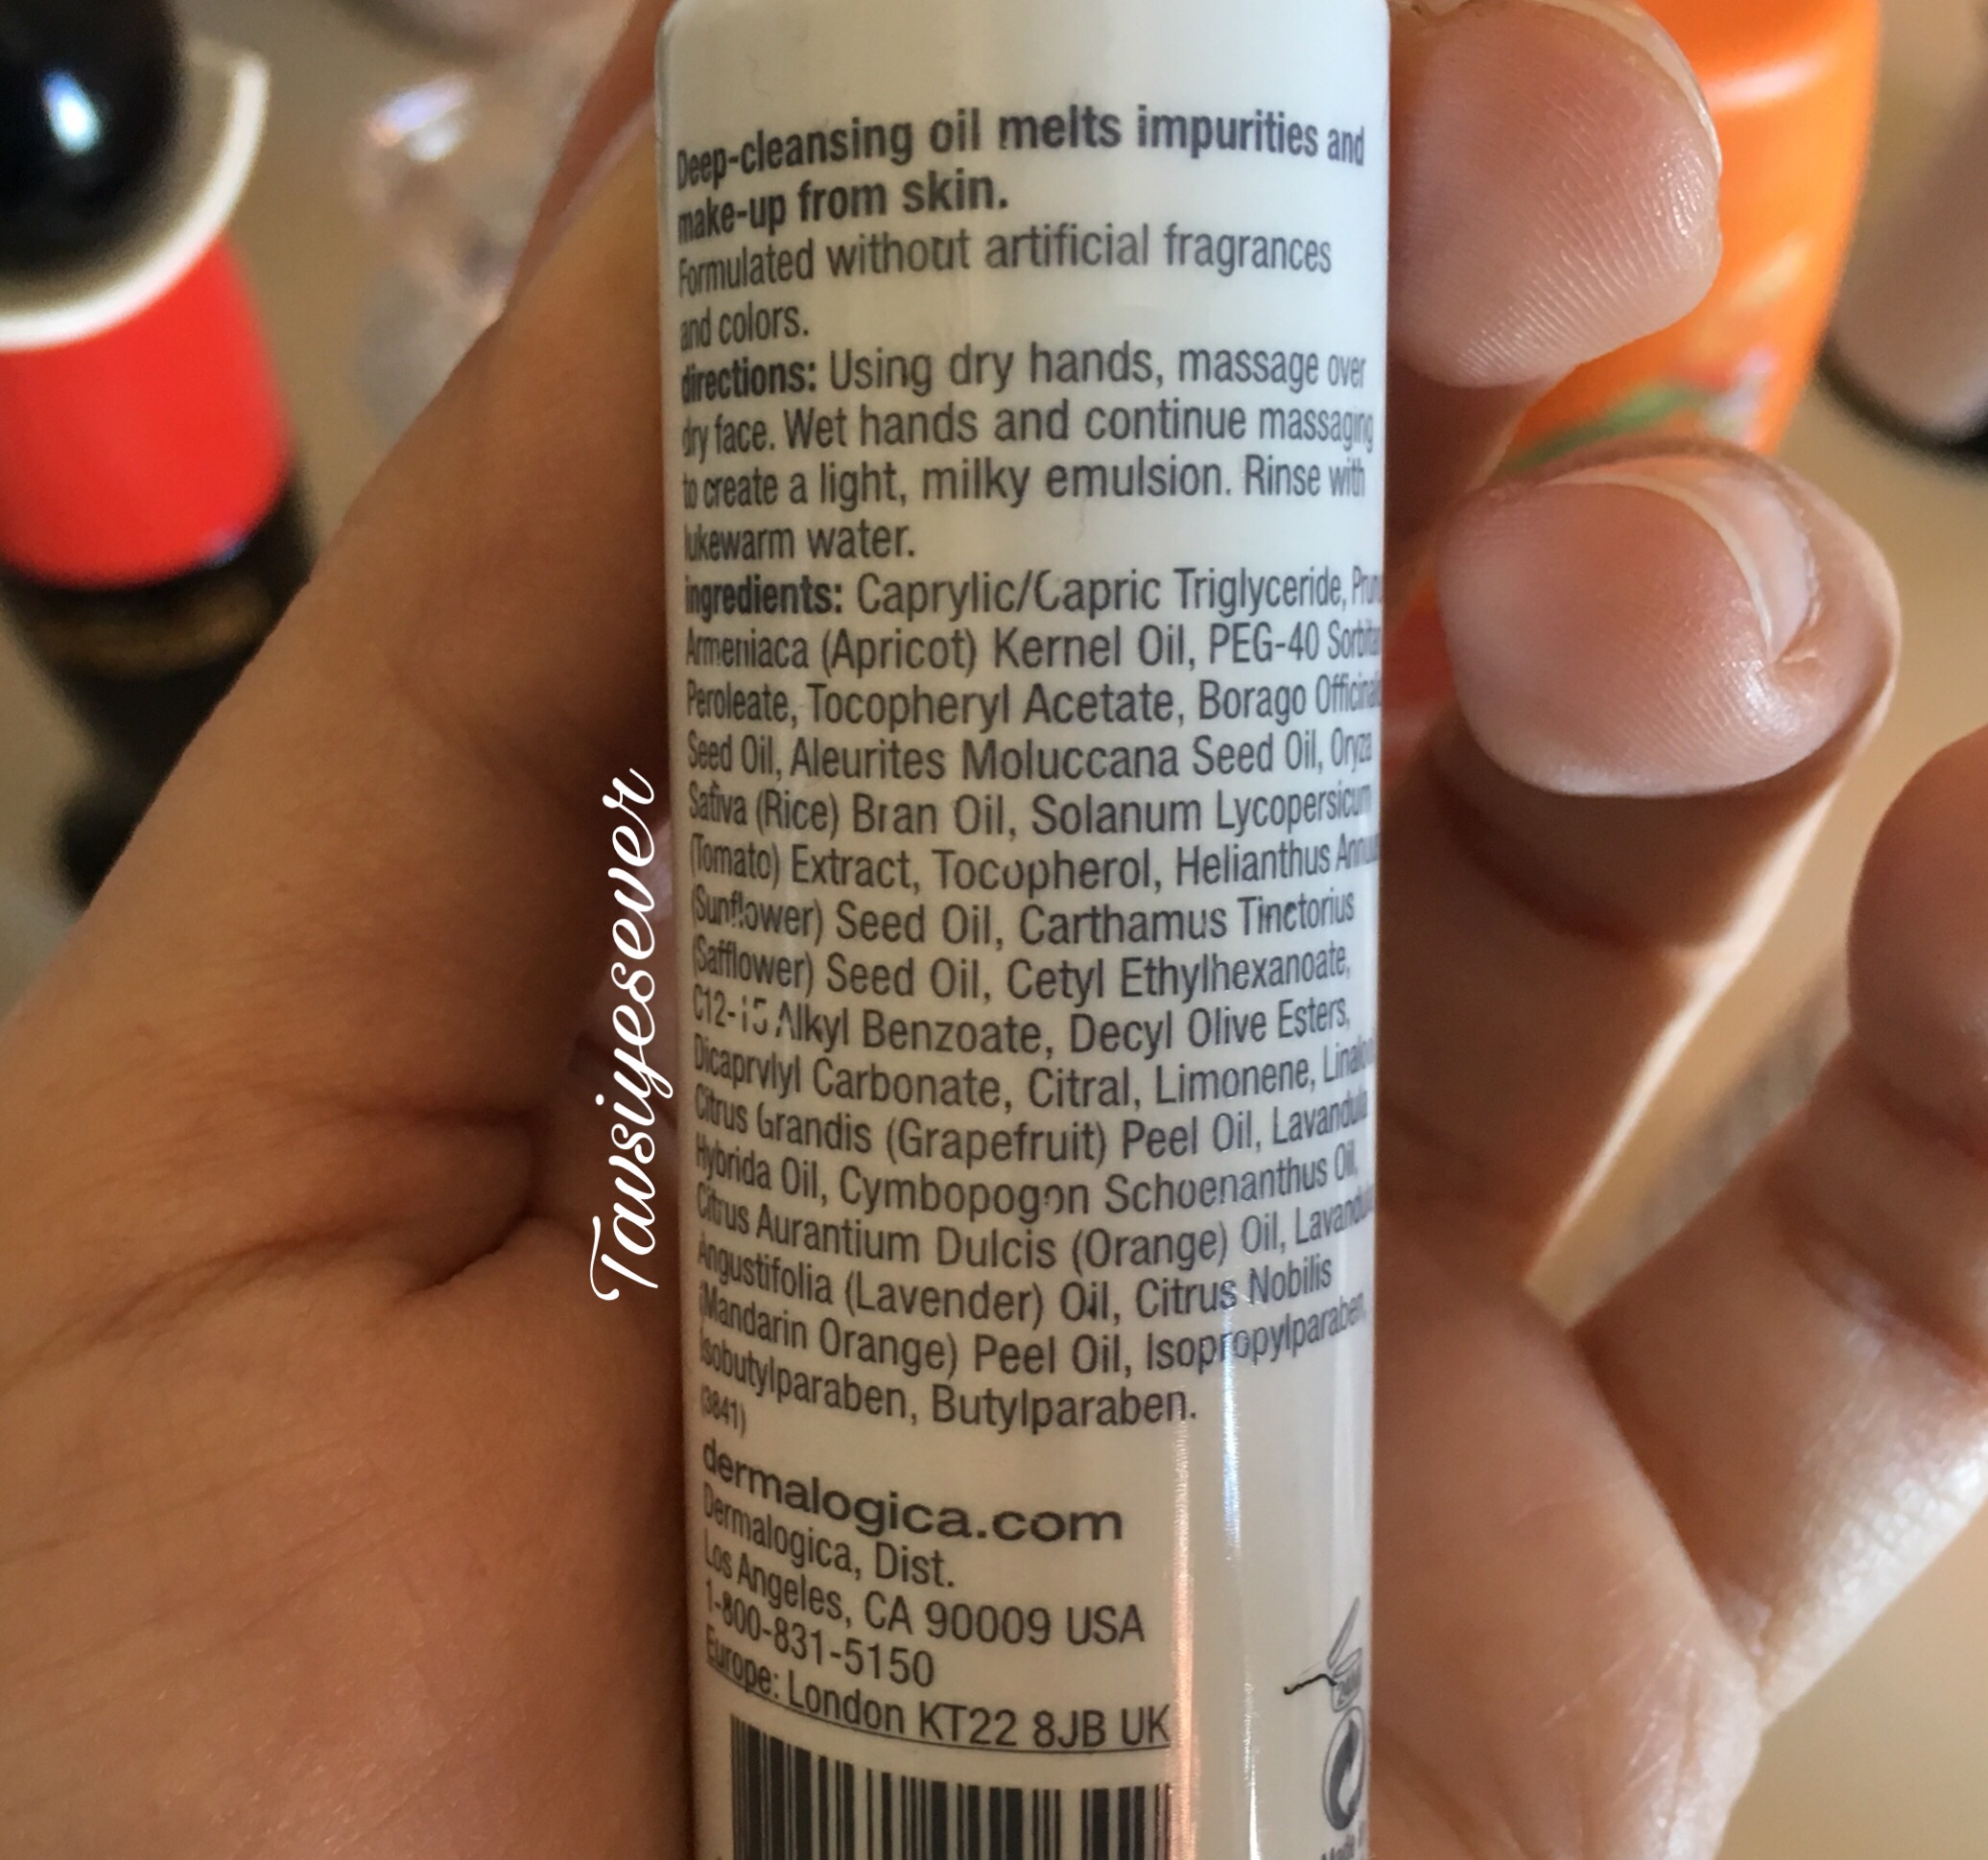 Deep-cleansing oil melts impurities and
make-up from skin.
Formulated without artificial fragrances
and colors.
directions: Using dry hands, massage over
dry face. Wet hands and continue massaging
to create a light, milky emulsion. Rinse with
lukewarm water.
ingredients: Caprylic/Capric Triglyceride,
Armeniaca (Apricot) Kernel Oil, PEG-40 Sorbitan
Peroleate, Tocopheryl Acetate, Borago Officinalis
Seed Oil, Aleurites Moluccana Seed Oil, Oryza
Sativa (Rice) Bran Oil, Solanum Lycopersicum
(Tomato) Extract, Tocopherol, Helianthus Annuus
(Sunflower) Seed Oil, Carthamus Tinctorius
(Safflower) Seed Oil, Cetyl Ethylhexanoate,
C12-15 Alkyl Benzoate, Decyl Olive Esters,
Dicaprylyl Carbonate, Citral, Limonene, Linalool
Citrus Grandis (Grapefruit) Peel Oil, Lavandula
Hybrida Oil, Cymbopogon Schoenanthus Oil,
Citrus Aurantium Dulcis (Orange) Oil, Lavandula
Angustifolia (Lavender) Oil, Citrus Nobilis
(Mandarin Orange) Peel Oil, Isopropylparaben,
Isobutylparaben, Butylparaben.
(3841)
dermalogica.com
Dermalogica, Dist.
Los Angeles, CA 90009 USA
1-800-831-5150
Europe: London KT22 8JB UK
Tavsiyesever